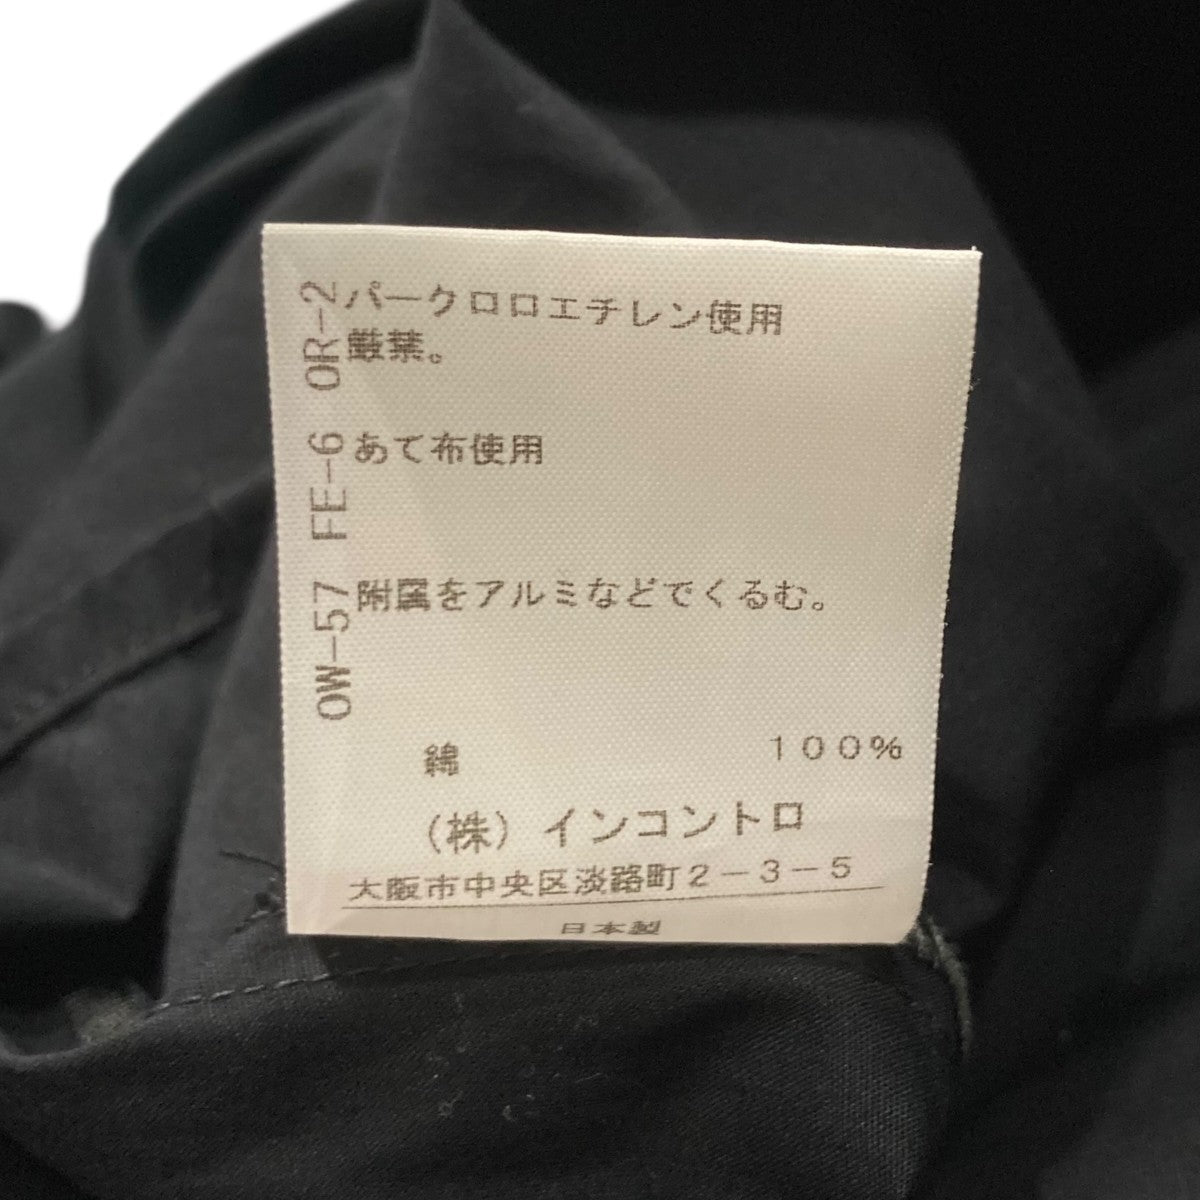 パークロロエチレン使用
厳禁。
あて布使用
附属をアルミなどでくるむ。
綿 100%
(株)インコントロ
大阪市中央区淡路町2-3-5
日本製
OW-57 FE-6 OR-2